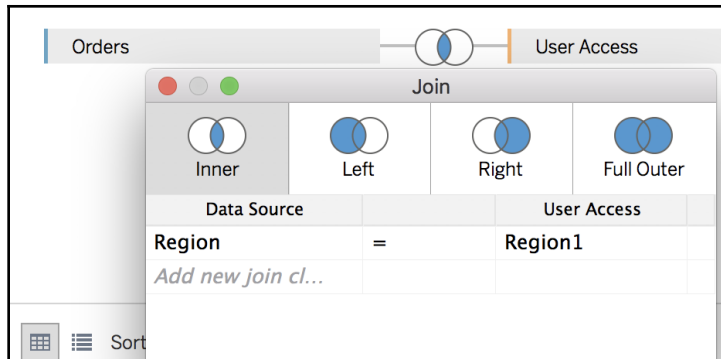 Orders
User Access
Join
Inner
Left
Right
Full Outer
Data Source
User Access
Region = Region1
Add new join cl...
Sort